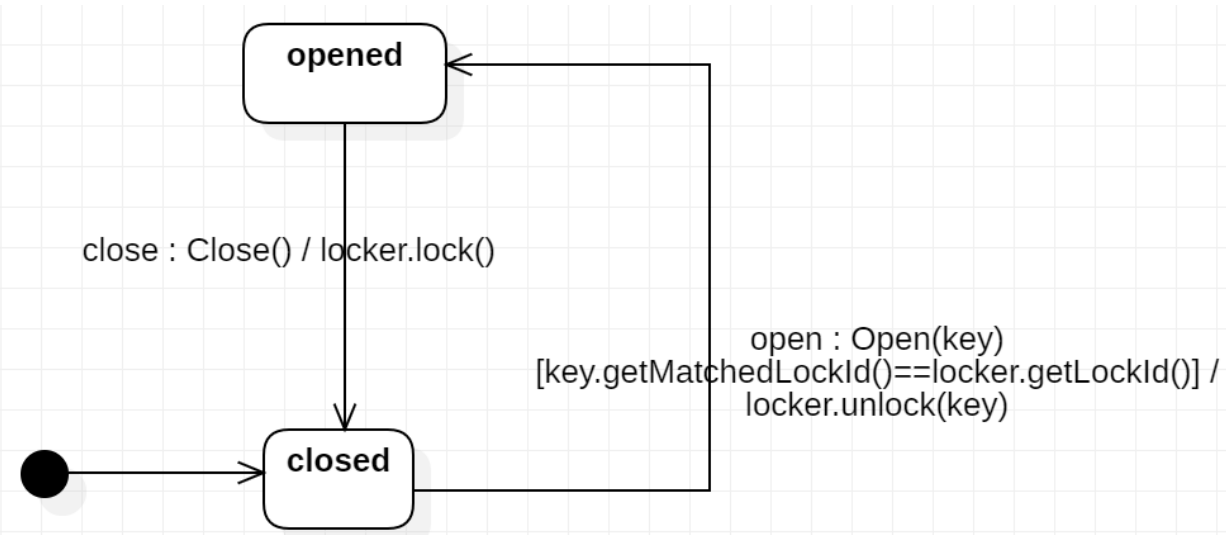 opened
close : Close() / locker.lock()
open : Open(key)
[key.getMatchedLockId()==locker.getLockId()] /
locker.unlock(key)
closed